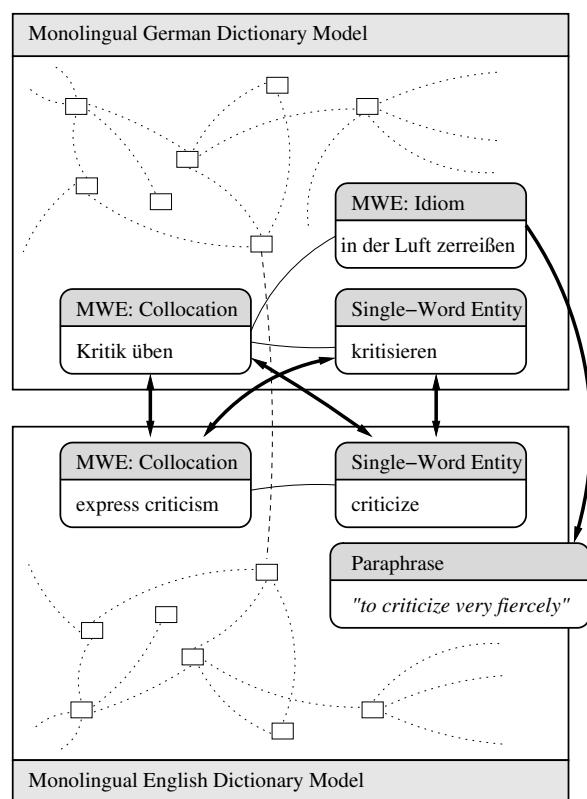 Monolingual German Dictionary Model
MWE: Idiom
in der Luft zerreißen
MWE: Collocation
Kritik üben
Single−Word Entity
kritisieren
MWE: Collocation
express criticism
Single−Word Entity
criticize
Paraphrase
"to criticize very fiercely"
Monolingual English Dictionary Model